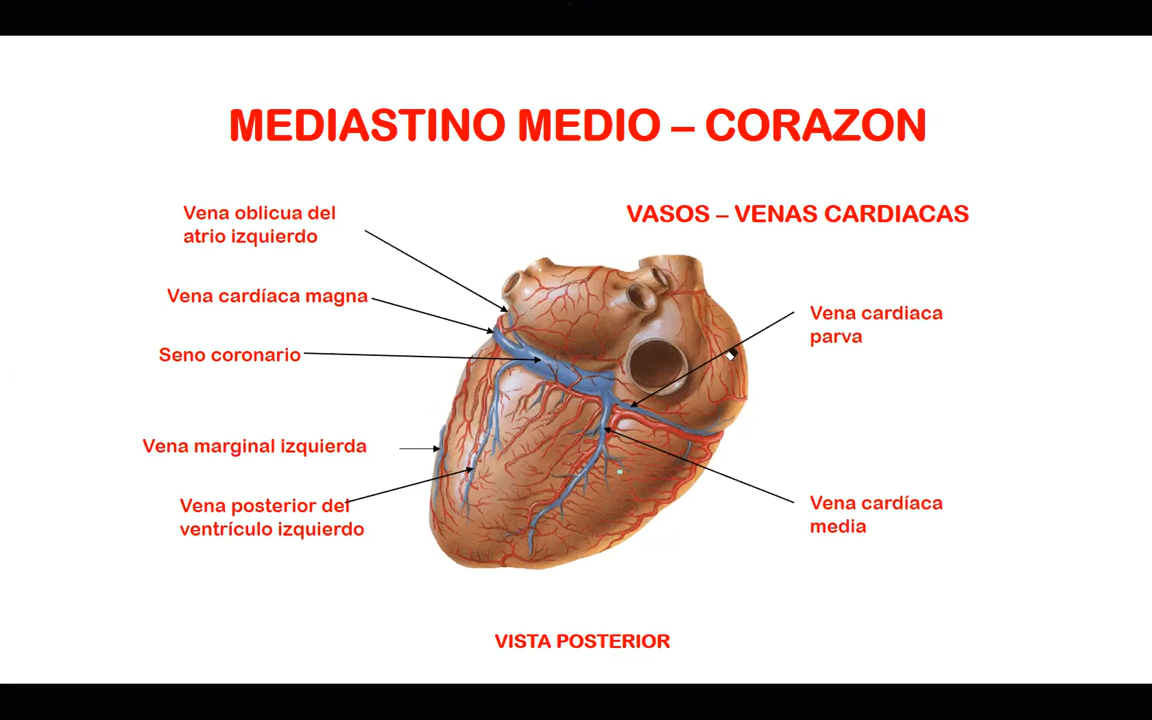 MEDIASTINO MEDIO – CORAZON
VASOS – VENAS CARDIACAS
Vena oblicua del
atrio izquierdo
Vena cardíaca magna
Seno coronario
Vena marginal izquierda
Vena posterior del
ventrículo izquierdo
Vena cardiaca
parva
Vena cardíaca
media
VISTA POSTERIOR